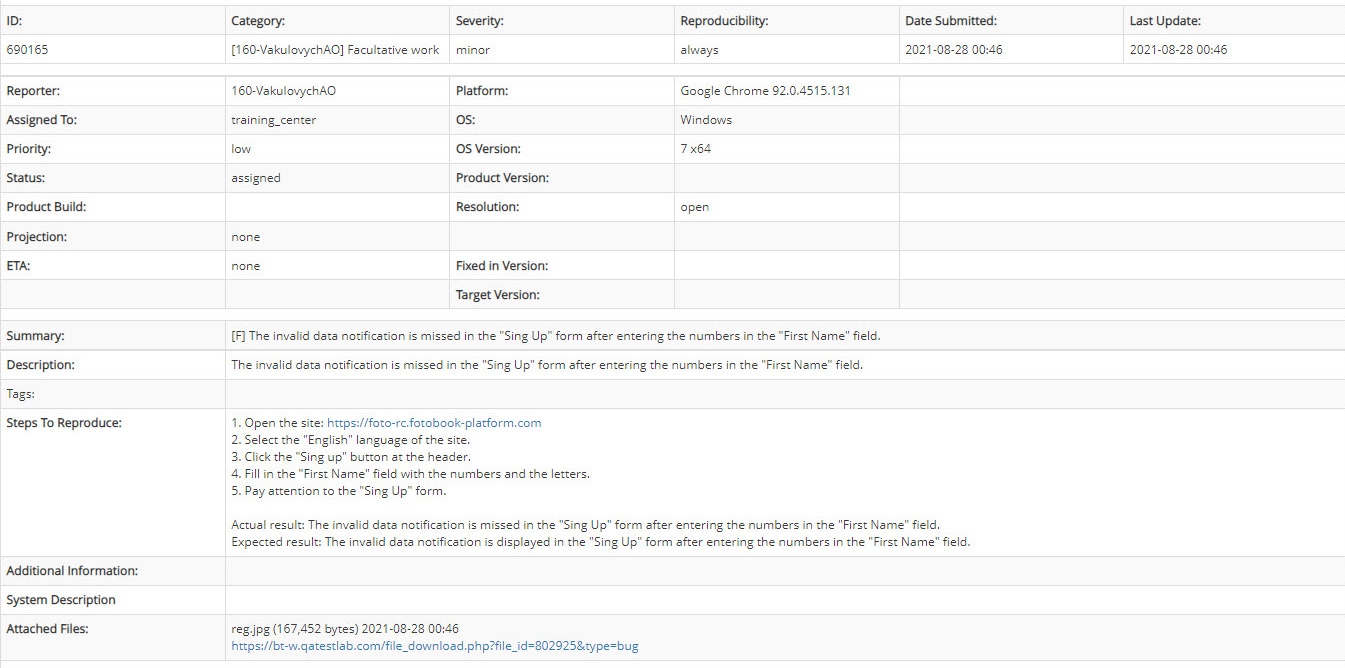 ID: Category: Severity: Reproducibility: Date Submitted: Last Update:
690165 [160-VakulovychAO] Facultative work minor always 2021-08-28 00:46 2021-08-28 00:46
Reporter: 160-VakulovychAO Platform: Google Chrome 92.0.4515.131
Assigned To: training_center OS: Windows
Priority: low OS Version: 7 x64
Status: assigned Product Version:
Product Build: Resolution: open
Projection: none
ETA: none Fixed in Version:
Target Version:
Summary: [F] The invalid data notification is missed in the "Sing Up" form after entering the numbers in the "First Name" field.
Description: The invalid data notification is missed in the "Sing Up" form after entering the numbers in the "First Name" field.
Tags:
Steps To Reproduce: 1. Open the site: https://foto-rc.fotobook-platform.com
2. Select the "English" language of the site.
3. Click the "Sing up" button at the header.
4. Fill in the "First Name" field with the numbers and the letters.
5. Pay attention to the "Sing Up" form.
Actual result: The invalid data notification is missed in the "Sing Up" form after entering the numbers in the "First Name" field.
Expected result: The invalid data notification is displayed in the "Sing Up" form after entering the numbers in the "First Name" field.
Additional Information:
System Description
Attached Files: reg.jpg (167,452 bytes) 2021-08-28 00:46
https://bt-w.qatestlab.com/file_download.php?file_id=802925&type=bug